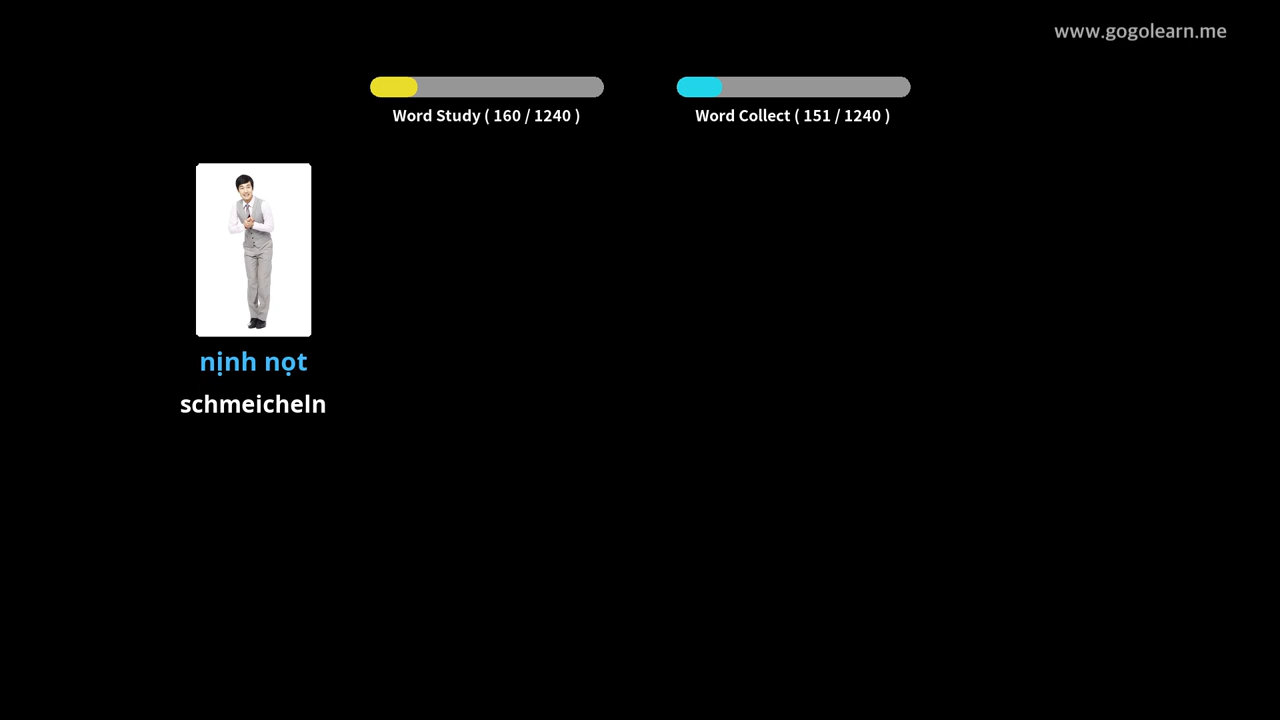 www.gogolearn.me
Word Study ( 160 / 1240 )
Word Collect ( 151 / 1240 )
nịnh nọt
schmeicheln